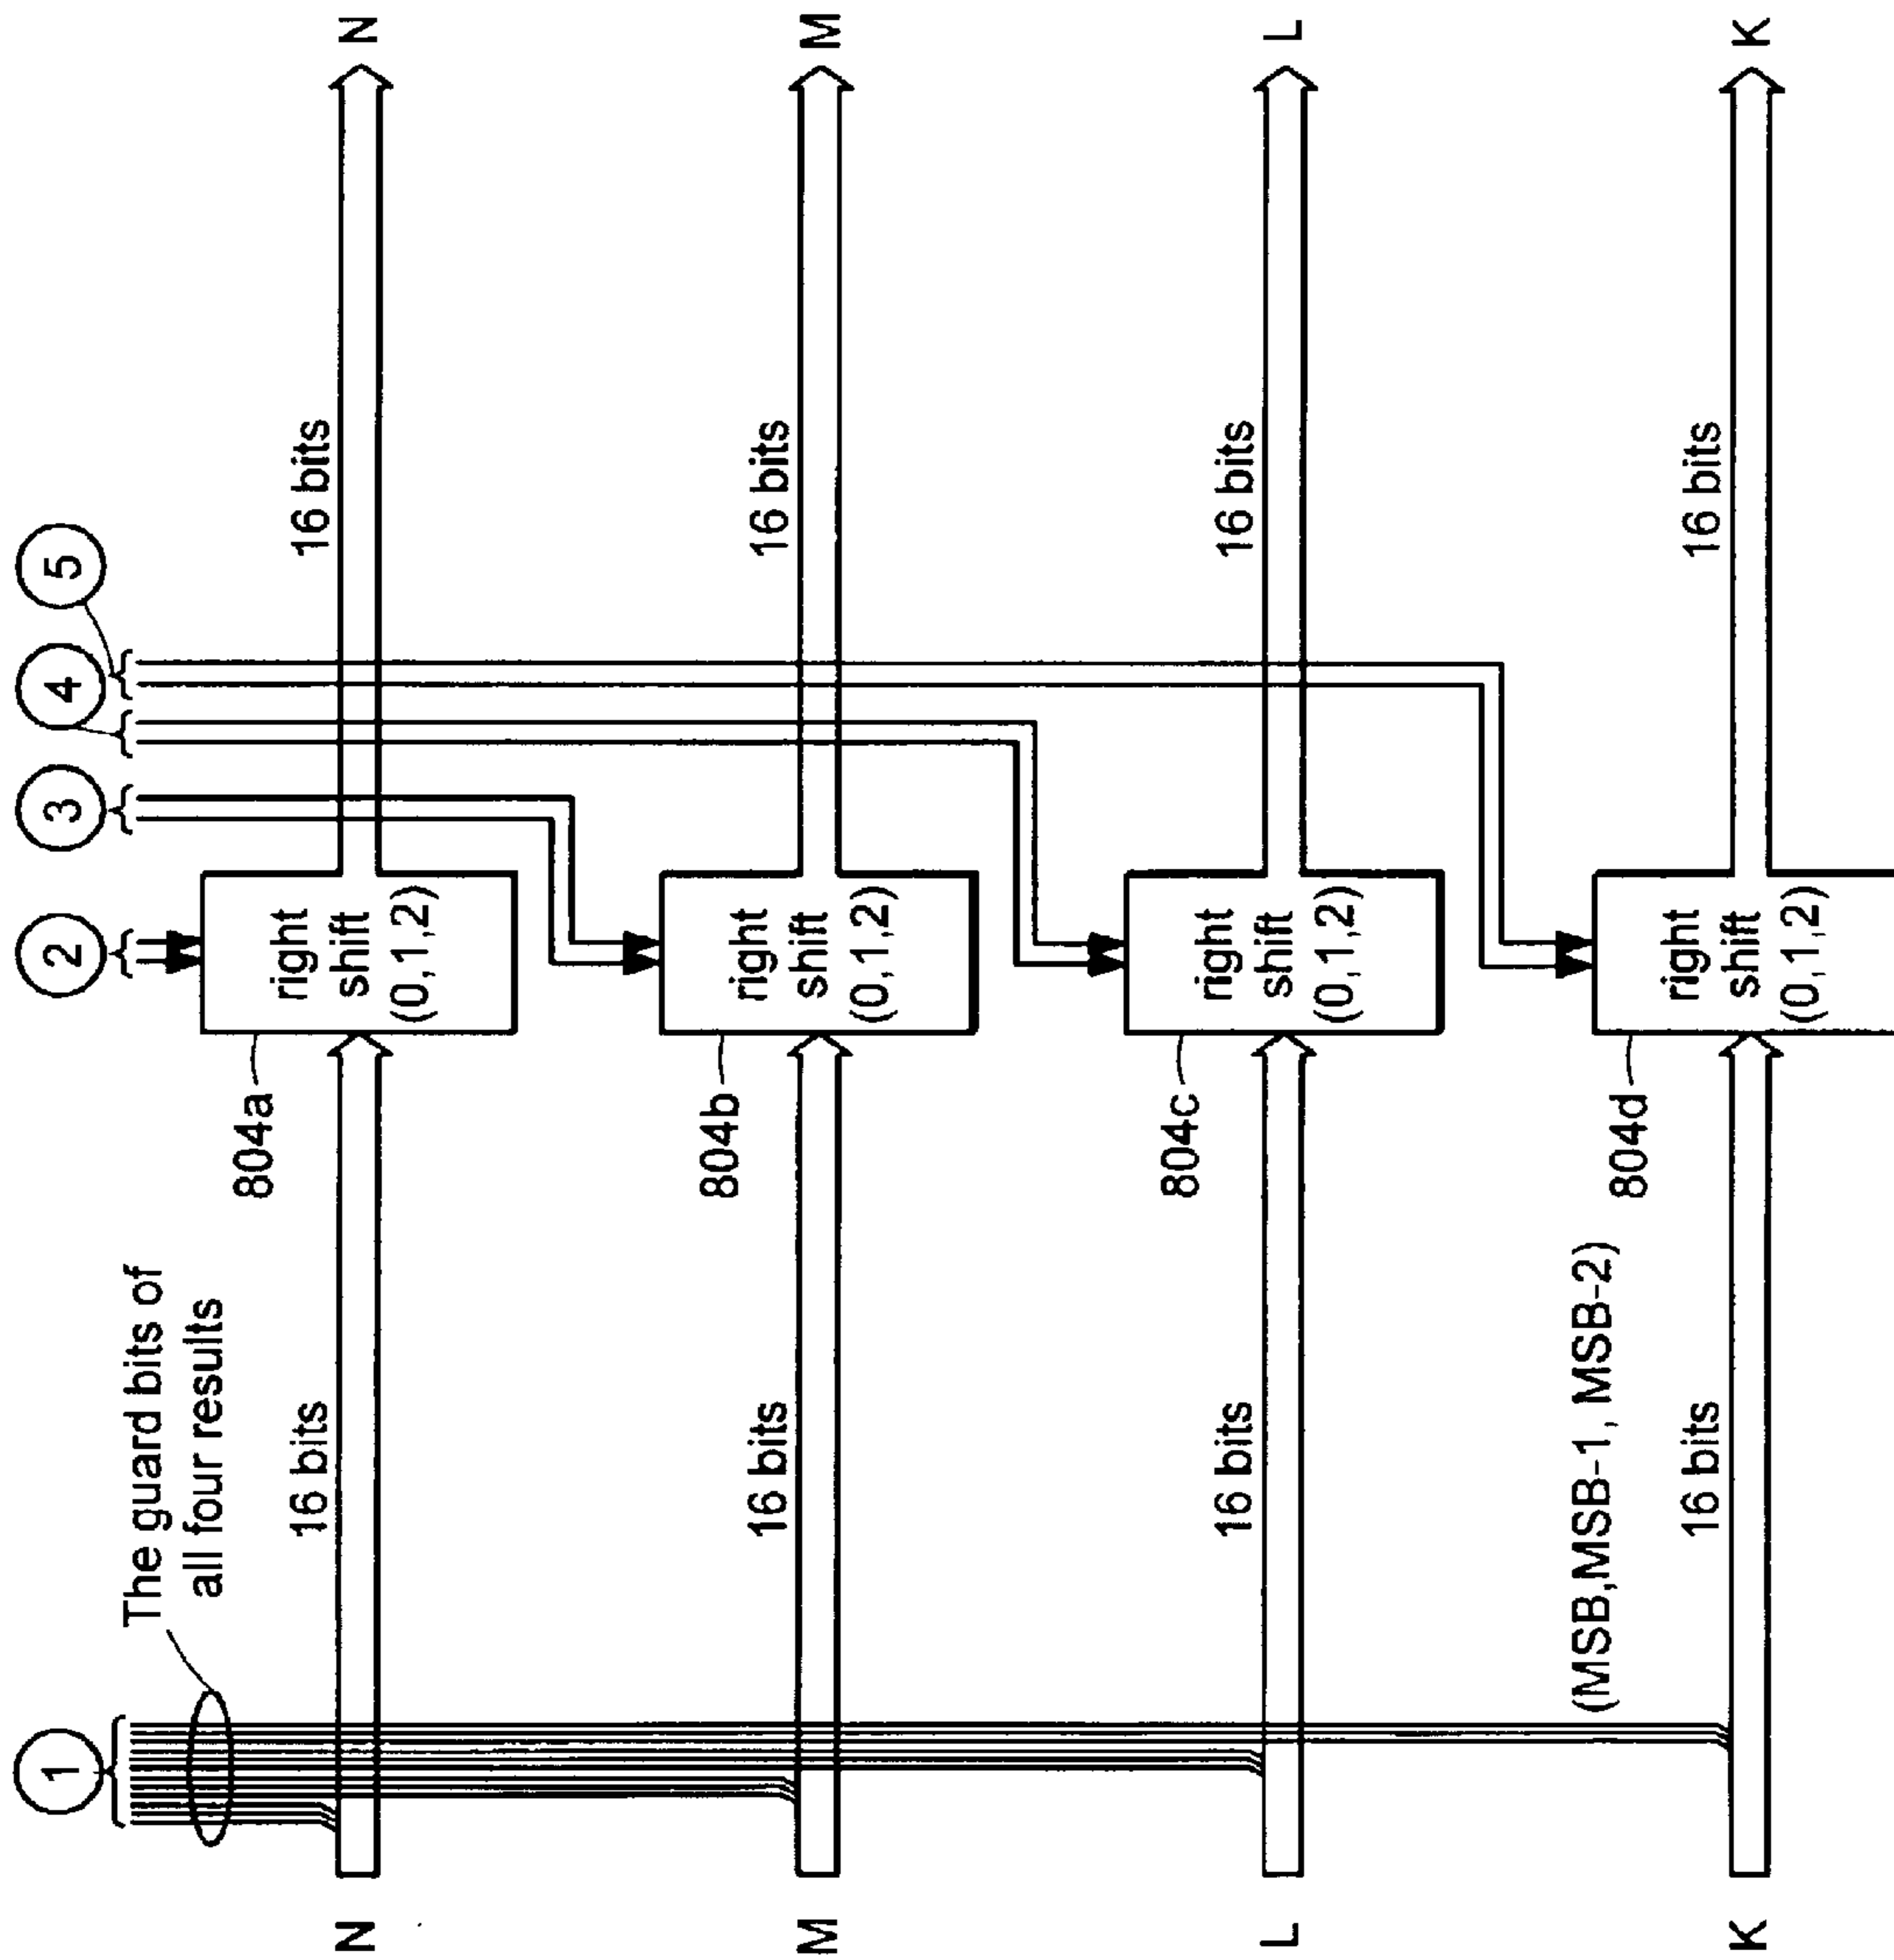 1
2
3
4
5
The guard bits of
all four results
N
16 bits
804a
right
shift
(0,1,2)
16 bits
N
M
16 bits
804b
right
shift
(0,1,2)
16 bits
M
L
16 bits
804c
right
shift
(0,1,2)
16 bits
L
(MSB,MSB-1, MSB-2)
K
16 bits
804d
right
shift
(0,1,2)
16 bits
K